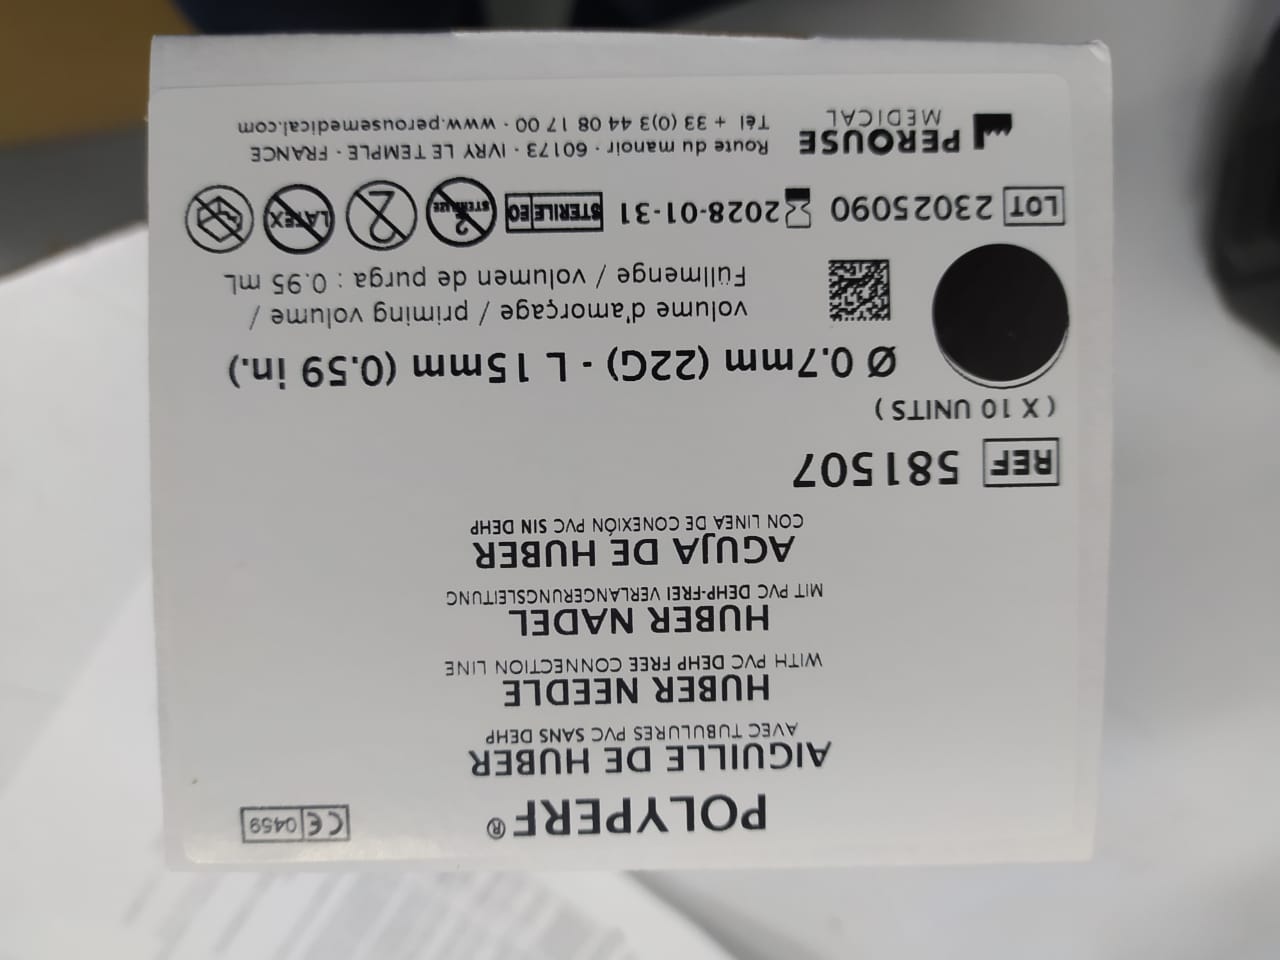 POLYPERF®
CE 0459
AIGUILLE DE HUBER
AVEC TUBULURES PVC SANS DEHP
HUBER NEEDLE
WITH PVC DEHP FREE CONNECTION LINE
HUBER NADEL
MIT PVC DEHP-FREI VERLANGERUNGSLEITUNG
AGUJA DE HUBER
CON LINEA DE CONEXIÓN PVC SIN DEHP
REF 581507
( X 10 UNITS )
Ø 0.7mm (22G) - L 15mm (0.59 in.)
volume d'amorçage / priming volume /
Füllmenge / volumen de purga : 0.95 mL
LOT 23025090 2028-01-31 STERILE EO 2 STERILIZE 2 LATEX
PEROUSE
MEDICAL
Route du manoir - 60173 - IVRY LE TEMPLE - FRANCE
Tél + 33 (0)3 44 08 17 00 - www.perousemedical.com